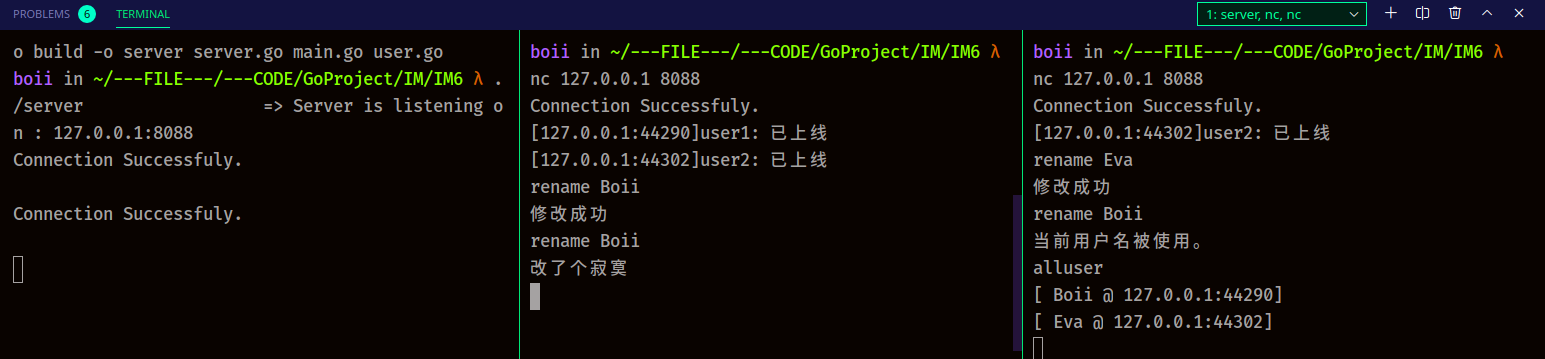 PROBLEMS 6 TERMINAL 1: server, nc, nc
o build -o server server.go main.go user.go
boii in ~/---FILE---/---CODE/GoProject/IM/IM6 λ .
/server => Server is listening o
n : 127.0.0.1:8088
Connection Successfuly.
Connection Successfuly.
boii in ~/---FILE---/---CODE/GoProject/IM/IM6 λ
nc 127.0.0.1 8088
Connection Successfuly.
[127.0.0.1:44290]user1: 已上线
[127.0.0.1:44302]user2: 已上线
rename Boii
修改成功
rename Boii
改了个寂寞
boii in ~/---FILE---/---CODE/GoProject/IM/IM6 λ
nc 127.0.0.1 8088
Connection Successfuly.
[127.0.0.1:44302]user2: 已上线
rename Eva
修改成功
rename Boii
当前用户名被使用。
alluser
[ Boii @ 127.0.0.1:44290]
[ Eva @ 127.0.0.1:44302]